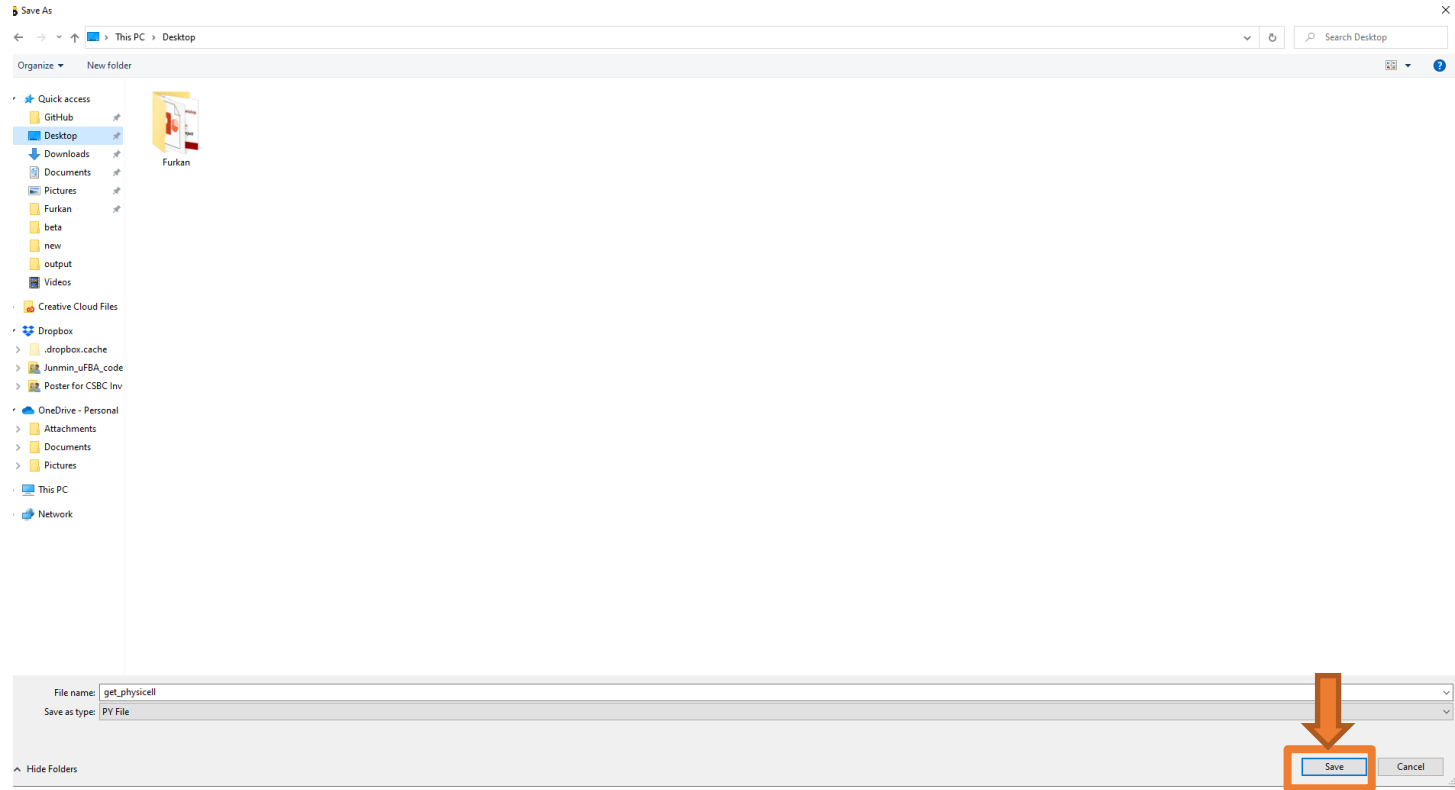 Save As
This PC > Desktop
Search Desktop
Organize
New folder
Quick access
GitHub
Desktop
Downloads
Documents
Pictures
Furkan
beta
new
output
Videos
Creative Cloud Files
Dropbox
.dropbox.cache
Junmin_uFBA_code
Poster for CSBC Inv
OneDrive - Personal
Attachments
Documents
Pictures
This PC
Network
Furkan
File name: get_physicell
Save as type: PY File
Hide Folders
Save
Cancel